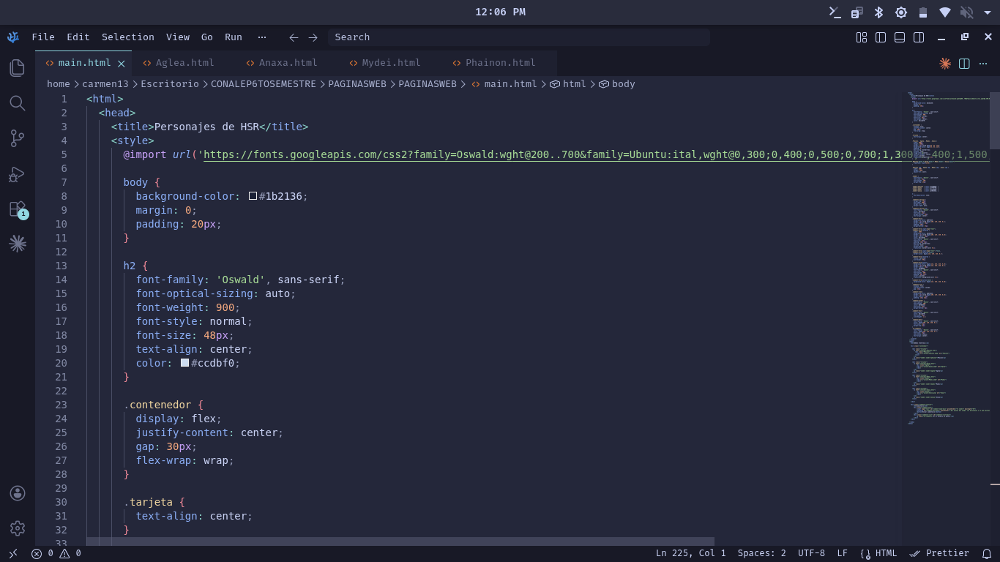 12:06 PM
File Edit Selection View Go Run ··· Search
main.html Aglea.html Anaxa.html Mydei.html Phainon.html
home > carmen13 > Escritorio > CONALEP6TOSEMESTRE > PAGINASWEB > PAGINASWEB > main.html > html > body
1 <html>
2 <head>
3 <title>Personajes de HSR</title>
4 <style>
5 @import url('https://fonts.googleapis.com/css2?family=Oswald:wght@200..700&family=Ubuntu:ital,wght@0,300;0,400;0,500;0,700;1,300;1,400;1,500
6
7 body {
8 background-color: #1b2136;
9 margin: 0;
10 padding: 20px;
11 }
12
13 h2 {
14 font-family: 'Oswald', sans-serif;
15 font-optical-sizing: auto;
16 font-weight: 900;
17 font-style: normal;
18 font-size: 48px;
19 text-align: center;
20 color: #ccdbf0;
21 }
22
23 .contenedor {
24 display: flex;
25 justify-content: center;
26 gap: 30px;
27 flex-wrap: wrap;
28 }
29
30 .tarjeta {
31 text-align: center;
32 }
33
1
0 0 Ln 225, Col 1 Spaces: 2 UTF-8 LF { } HTML Prettier